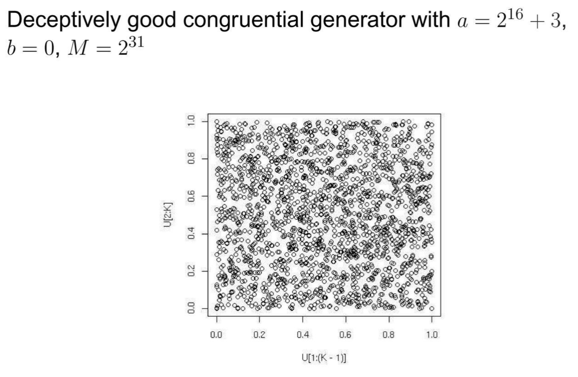 Deceptively good congruential generator with a = 2^16 + 3,
b = 0, M = 2^31
1.0
0.8
0.6
0.4
0.2
0.0
U[2:K]
0.0 0.2 0.4 0.6 0.8 1.0
U[1:(K - 1)]